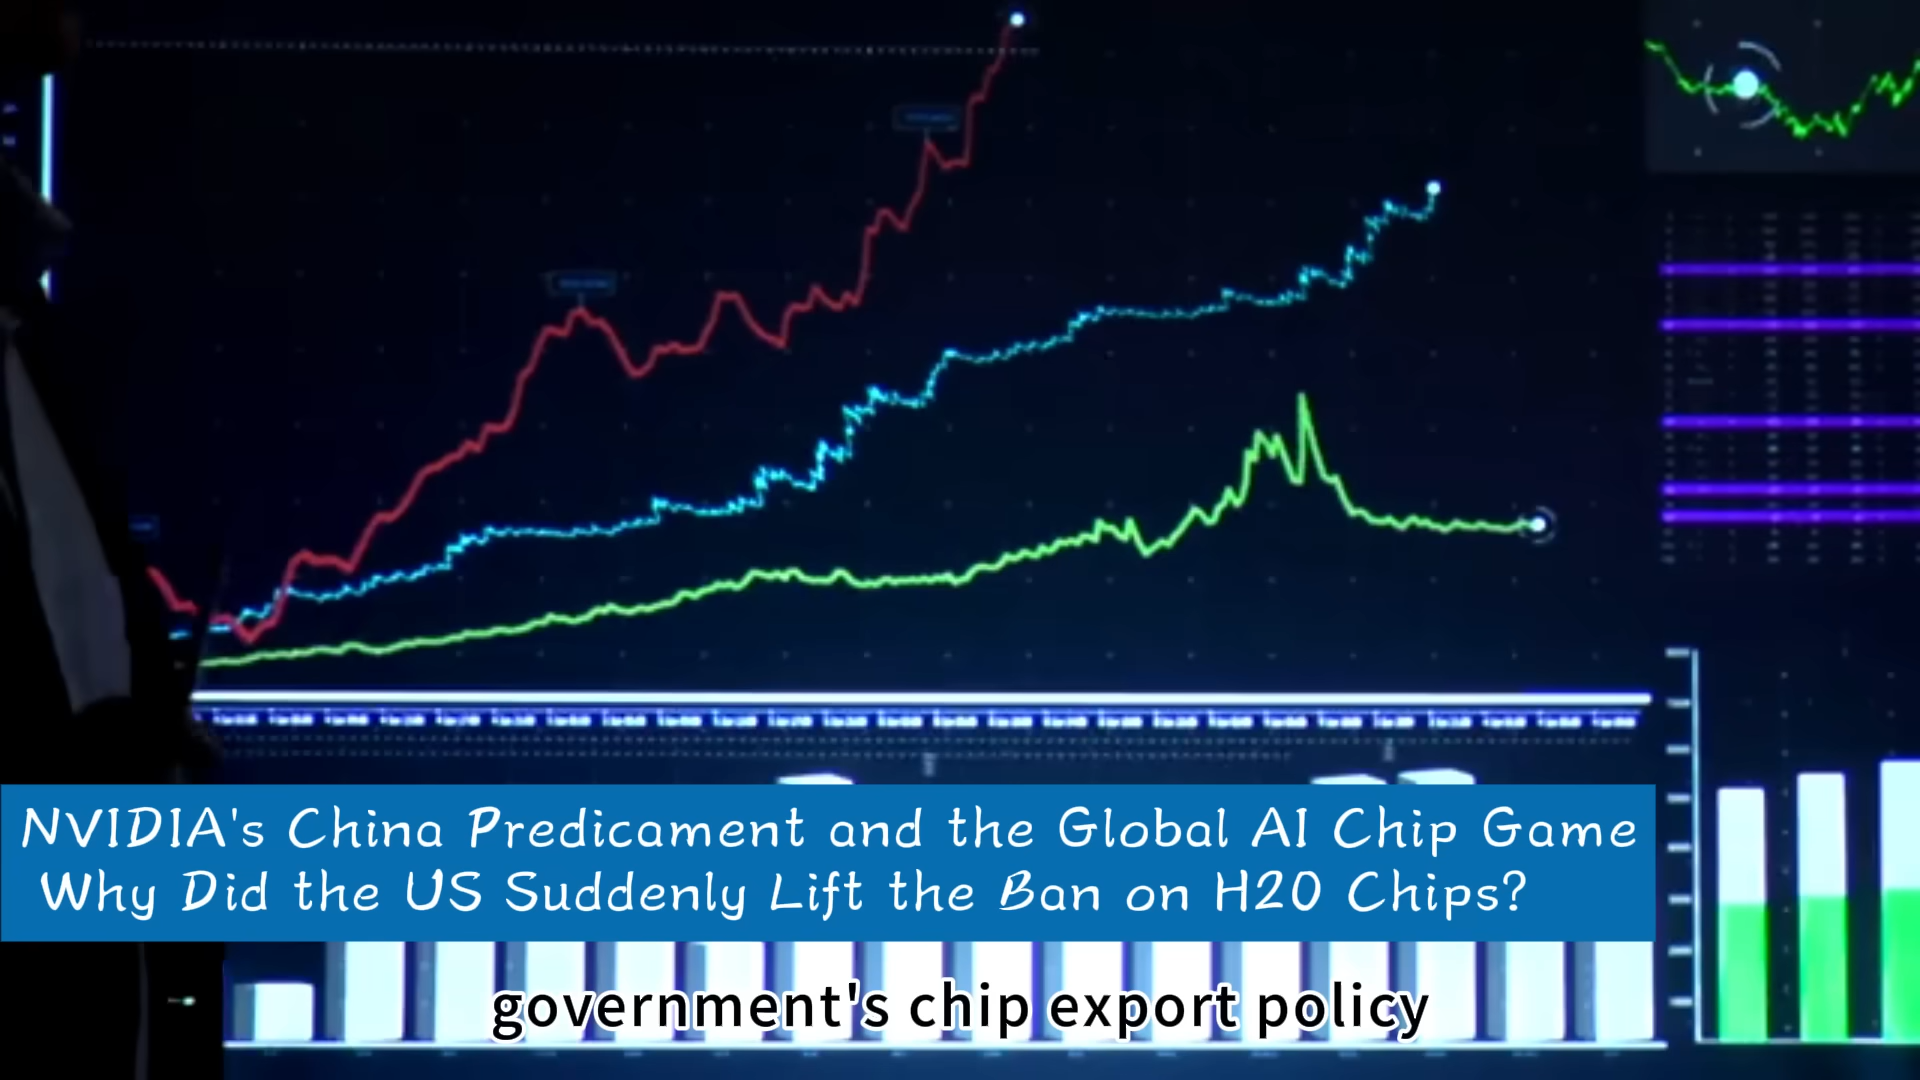 NVIDIA's China Predicament and the Global AI Chip Game
Why Did the US Suddenly Lift the Ban on H20 Chips?
government's chip export policy